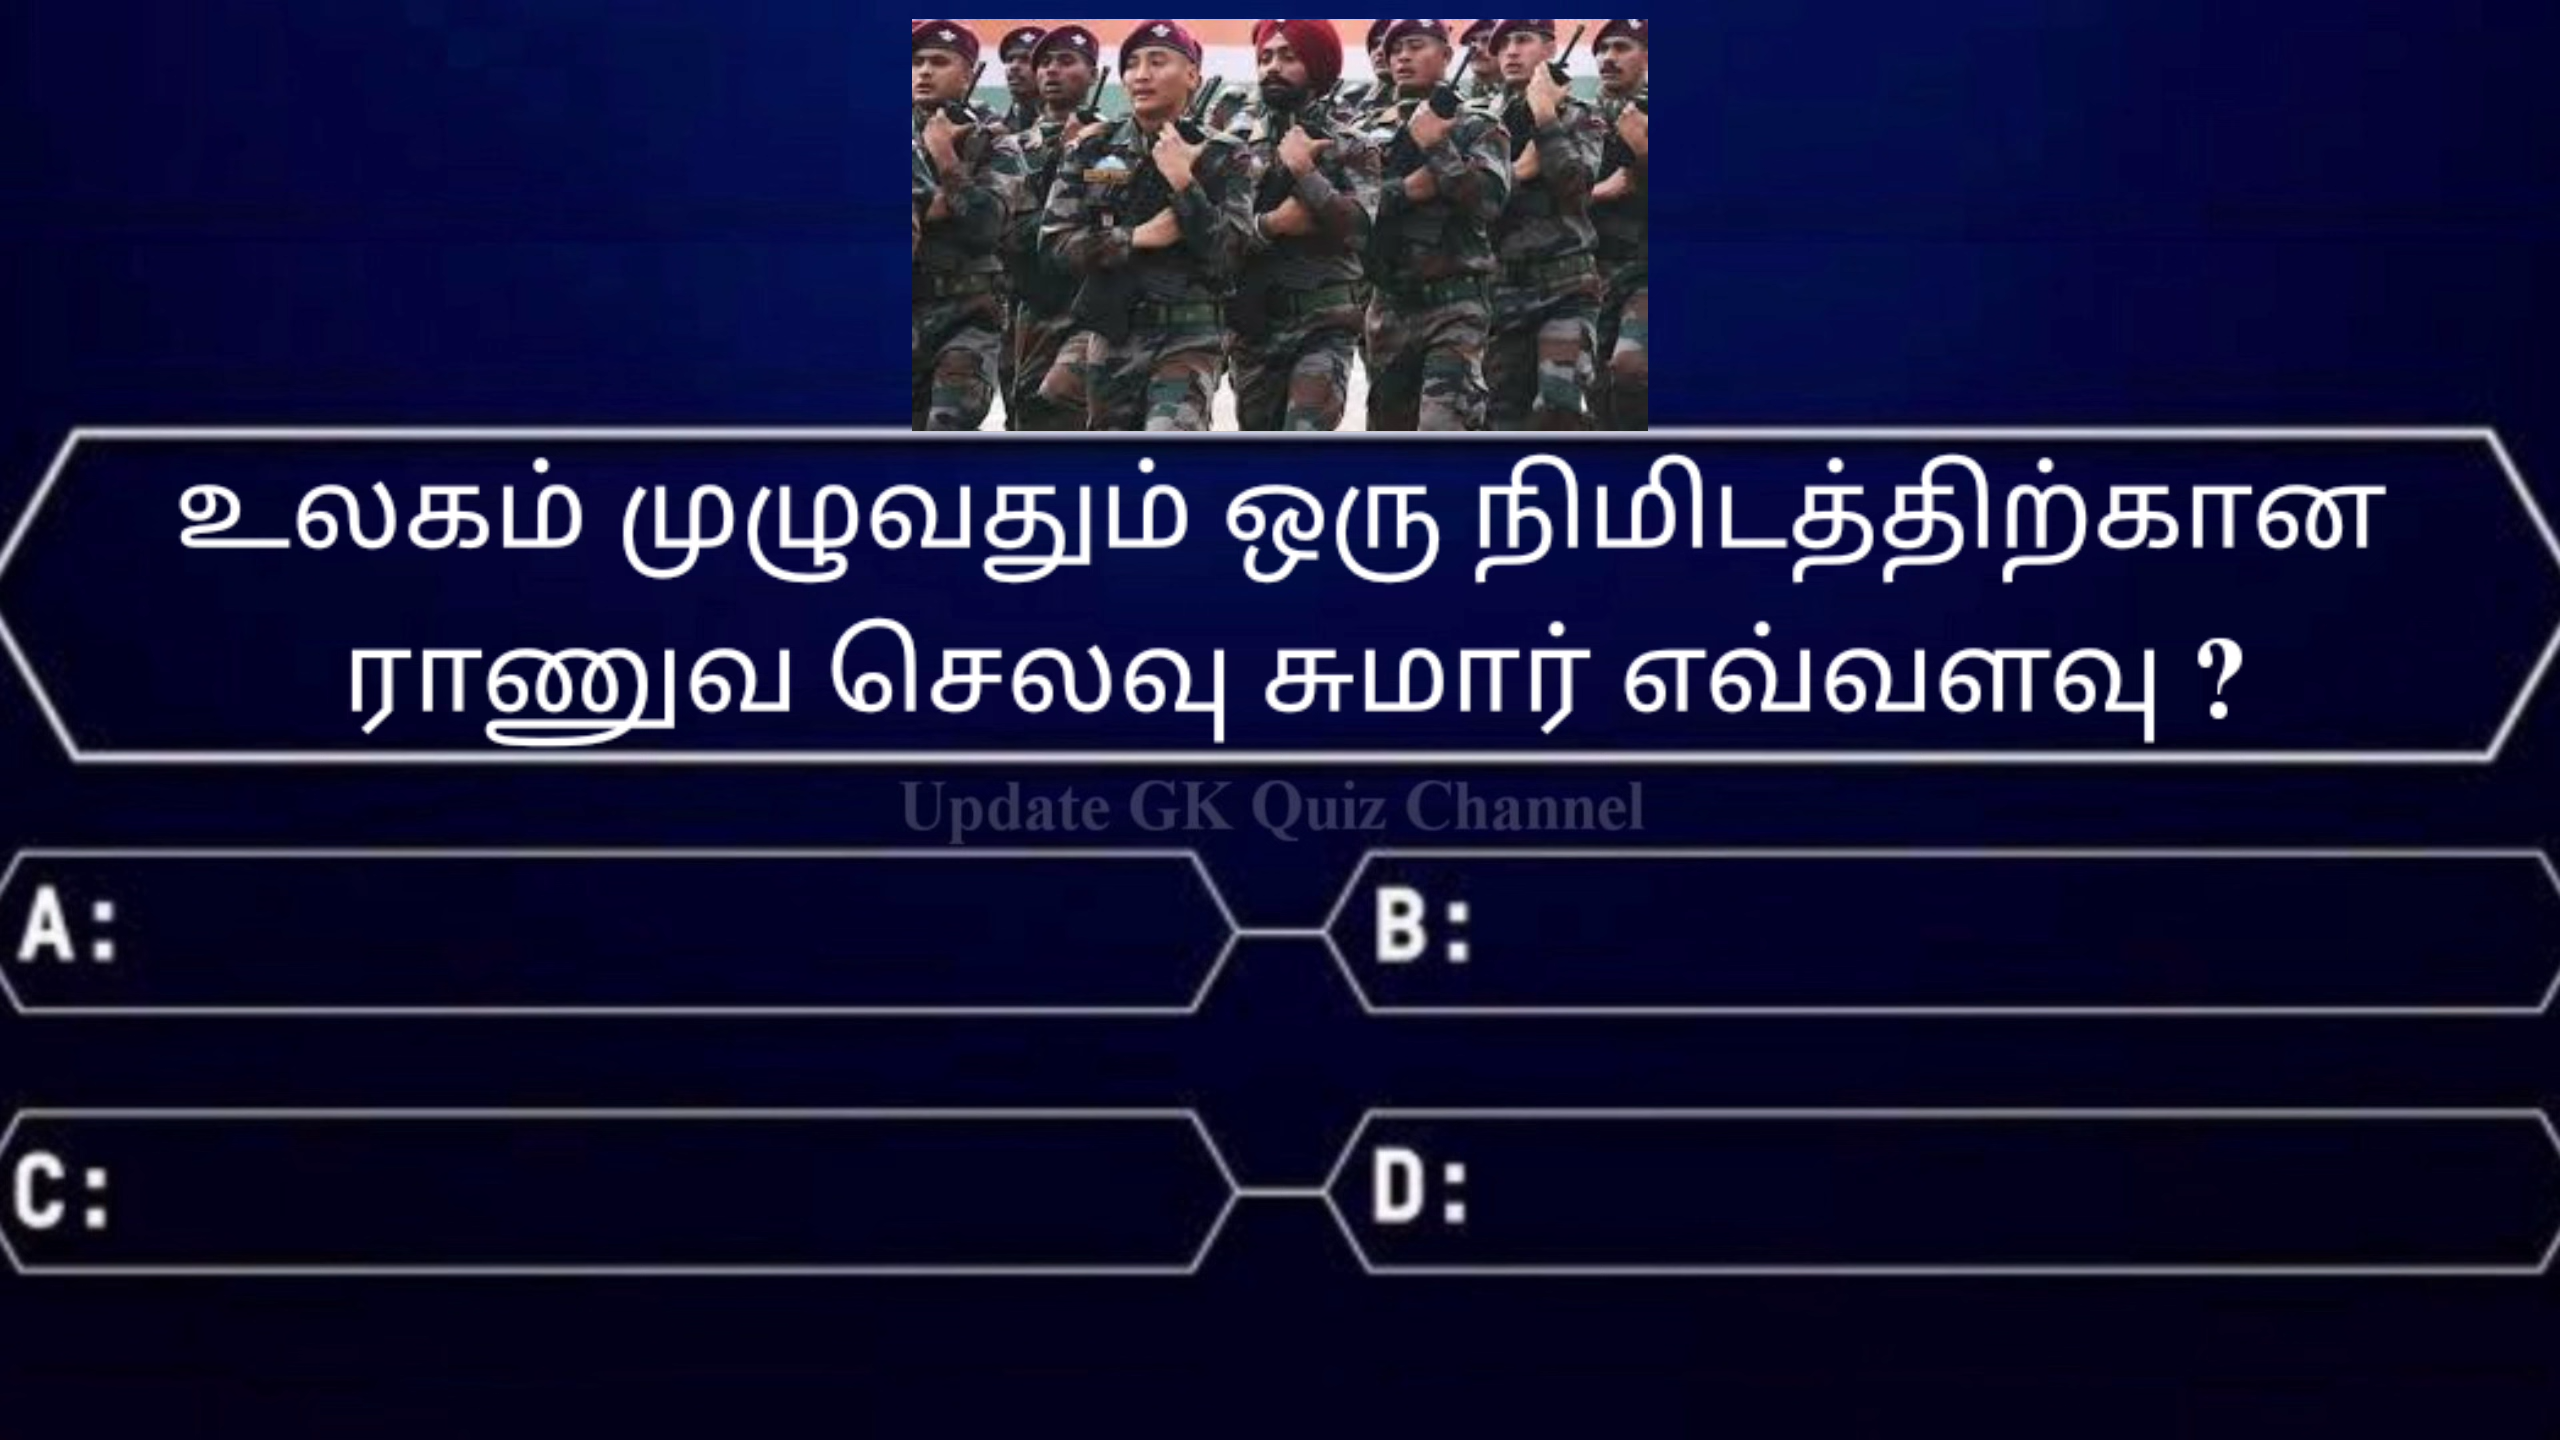 உலகம் முழுவதும் ஒரு நிமிடத்திற்கான
ராணுவ செலவு சுமார் எவ்வளவு ?
Update GK Quiz Channel
A:
B:
C:
D: